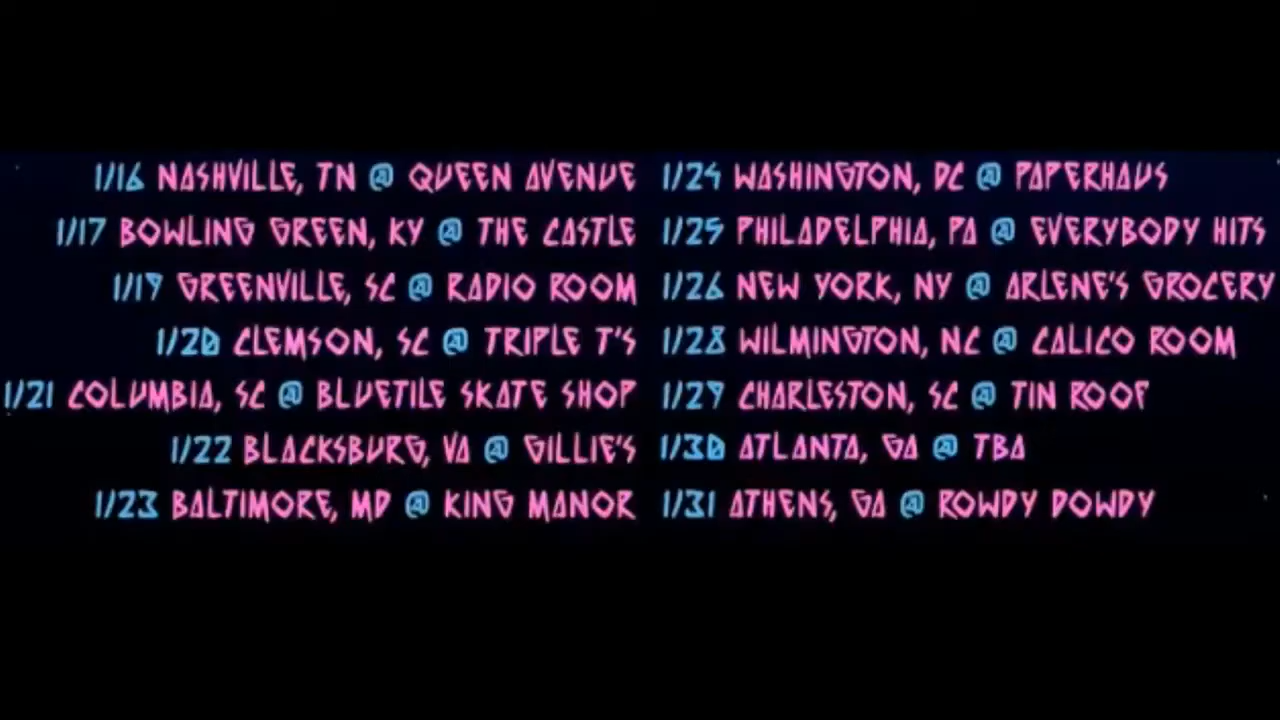 1/16 NASHVILLE, TN @ QUEEN AVENUE
1/17 BOWLING GREEN, KY @ THE CASTLE
1/19 GREENVILLE, SC @ RADIO ROOM
1/20 CLEMSON, SC @ TRIPLE T'S
1/21 COLUMBIA, SC @ BLUETILE SKATE SHOP
1/22 BLACKSBURG, VA @ GILLIE'S
1/23 BALTIMORE, MD @ KING MANOR
1/24 WASHINGTON, DC @ PAPERHAUS
1/25 PHILADELPHIA, PA @ EVERYBODY HITS
1/26 NEW YORK, NY @ ARLENE'S GROCERY
1/28 WILMINGTON, NC @ CALICO ROOM
1/29 CHARLESTON, SC @ TIN ROOF
1/30 ATLANTA, GA @ TBA
1/31 ATHENS, GA @ ROWDY DOWDY